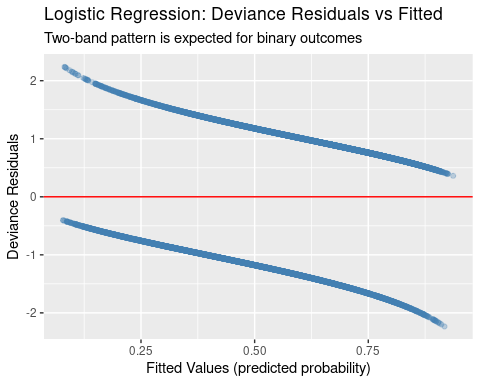 Logistic Regression: Deviance Residuals vs Fitted
Two-band pattern is expected for binary outcomes
Deviance Residuals
2
1
0
-1
-2
0.25 0.50 0.75
Fitted Values (predicted probability)